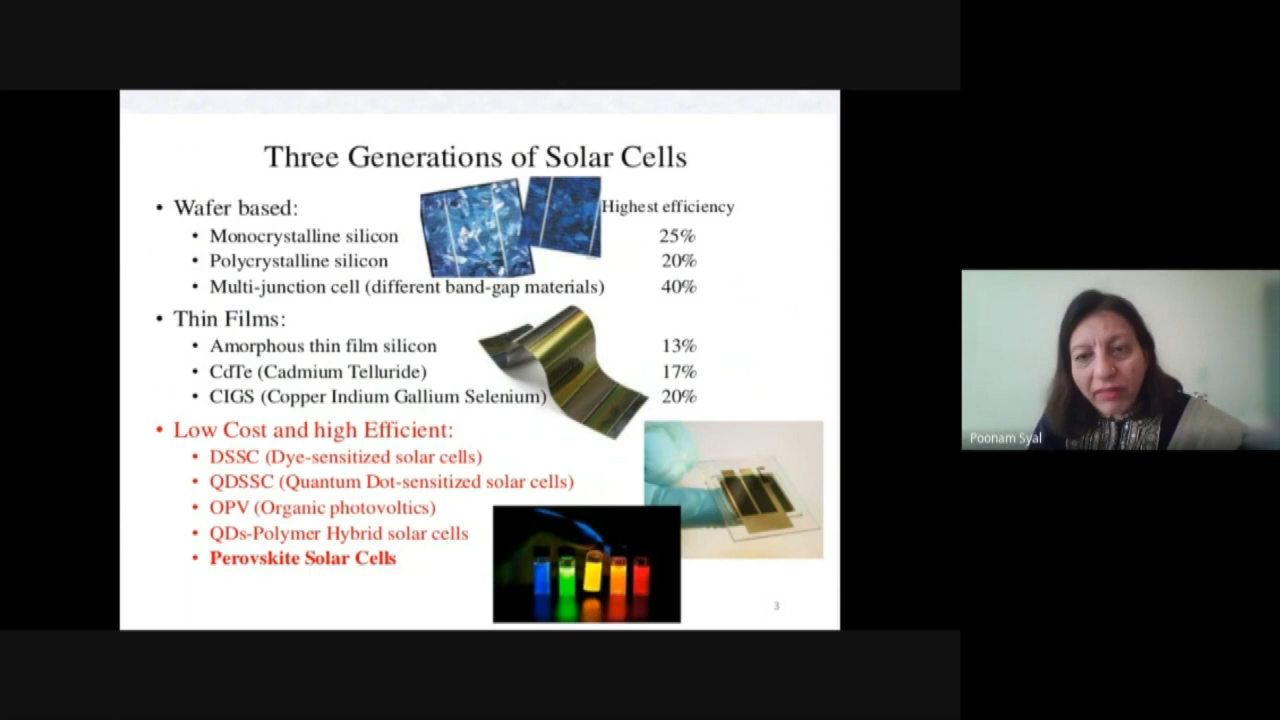 Three Generations of Solar Cells
• Wafer based: Highest efficiency
• Monocrystalline silicon 25%
• Polycrystalline silicon 20%
• Multi-junction cell (different band-gap materials) 40%
• Thin Films:
• Amorphous thin film silicon 13%
• CdTe (Cadmium Telluride) 17%
• CIGS (Copper Indium Gallium Selenium) 20%
• Low Cost and high Efficient:
• DSSC (Dye-sensitized solar cells)
• QDSSC (Quantum Dot-sensitized solar cells)
• OPV (Organic photovoltics)
• QDs-Polymer Hybrid solar cells
• Perovskite Solar Cells
3
Poonam Syal